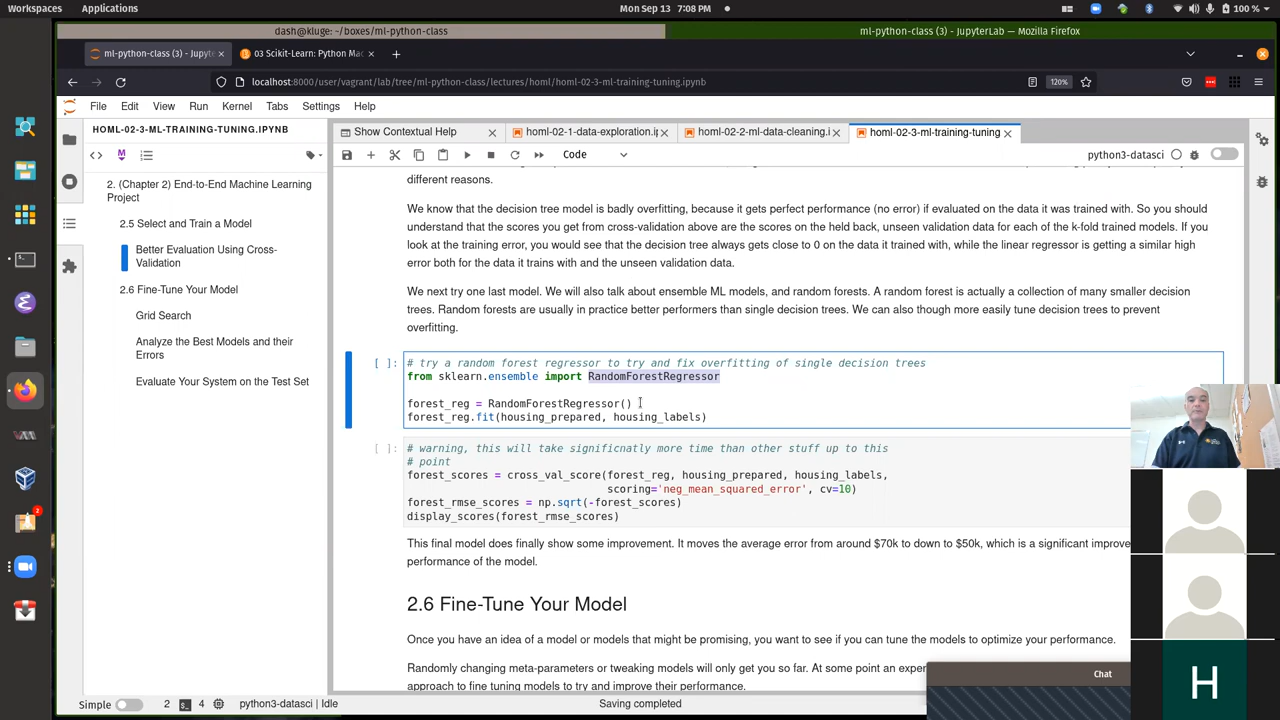 Workspaces Applications Mon Sep 13 7:08 PM 100 %
dash@kluge: ~/boxes/ml-python-class ml-python-class (3) - JupyterLab — Mozilla Firefox
ml-python-class (3) - Jupyte 03 Scikit-Learn: Python Mac
localhost:8000/user/vagrant/lab/tree/ml-python-class/lectures/homl/homl-02-3-ml-training-tuning.ipynb 120%
File Edit View Run Kernel Tabs Settings Help
HOML-02-3-ML-TRAINING-TUNING.IPYNB
2. (Chapter 2) End-to-End Machine Learning
Project
2.5 Select and Train a Model
Better Evaluation Using Cross-
Validation
2.6 Fine-Tune Your Model
Grid Search
Analyze the Best Models and their
Errors
Evaluate Your System on the Test Set
Show Contextual Help homl-02-1-data-exploration.ip homl-02-2-ml-data-cleaning.i homl-02-3-ml-training-tuning
Code python3-datasci
different reasons.
We know that the decision tree model is badly overfitting, because it gets perfect performance (no error) if evaluated on the data it was trained with. So you should
understand that the scores you get from cross-validation above are the scores on the held back, unseen validation data for each of the k-fold trained models. If you
look at the training error, you would see that the decision tree always gets close to 0 on the data it trained with, while the linear regressor is getting a similar high
error both for the data it trains with and the unseen validation data.
We next try one last model. We will also talk about ensemble ML models, and random forests. A random forest is actually a collection of many smaller decision
trees. Random forests are usually in practice better performers than single decision trees. We can also though more easily tune decision trees to prevent
overfitting.
[ ]: # try a random forest regressor to try and fix overfitting of single decision trees
from sklearn.ensemble import RandomForestRegressor
forest_reg = RandomForestRegressor()
forest_reg.fit(housing_prepared, housing_labels)
[ ]: # warning, this will take significnatly more time than other stuff up to this
# point
forest_scores = cross_val_score(forest_reg, housing_prepared, housing_labels,
scoring='neg_mean_squared_error', cv=10)
forest_rmse_scores = np.sqrt(-forest_scores)
display_scores(forest_rmse_scores)
This final model does finally show some improvement. It moves the average error from around $70k to down to $50k, which is a significant improve
performance of the model.
2.6 Fine-Tune Your Model
Once you have an idea of a model or models that might be promising, you want to see if you can tune the models to optimize your performance.
Randomly changing meta-parameters or tweaking models will only get you so far. At some point an exper
approach to fine tuning models to try and improve their performance.
H
Chat
Simple 2 4 python3-datasci | Idle Saving completed
2